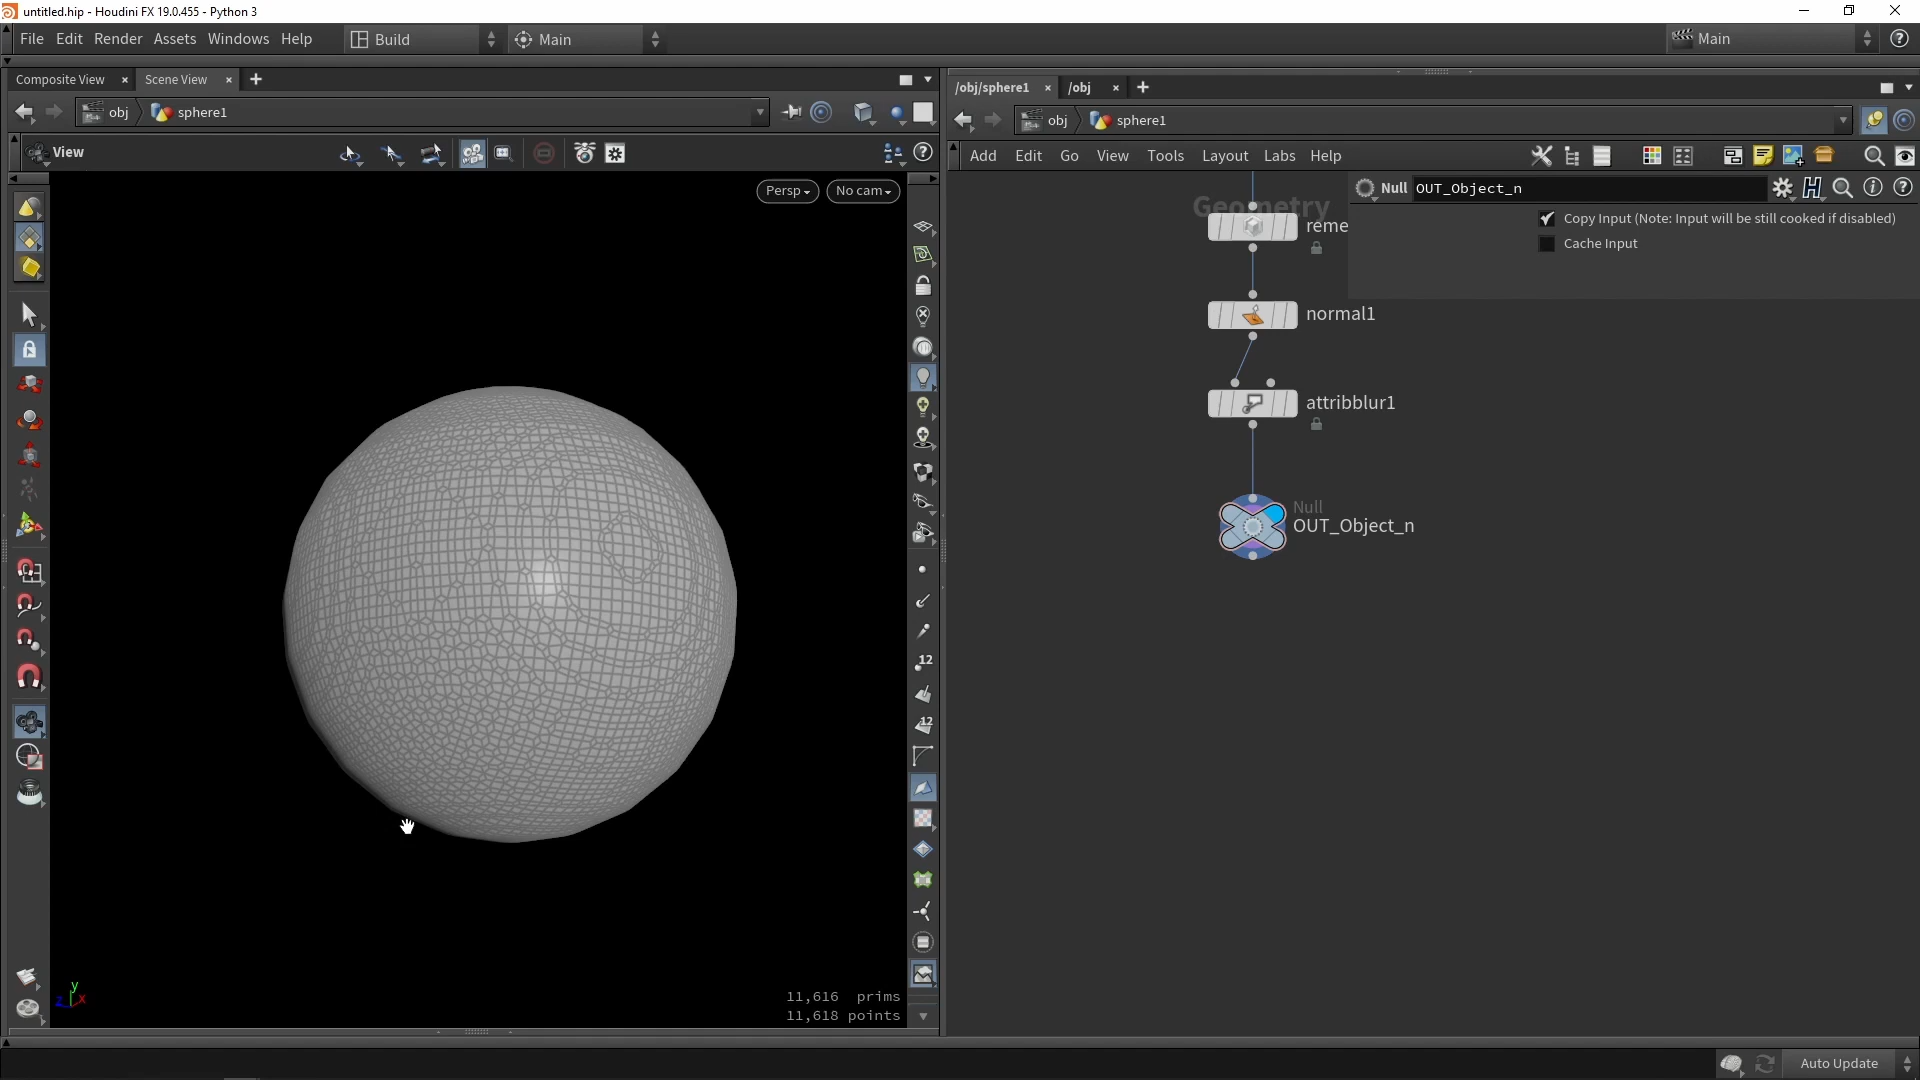 untitled.hip - Houdini FX 19.0.455 - Python 3
File Edit Render Assets Windows Help Build Main Main
Composite View Scene View
obj sphere1
View
Persp No cam
12
12
z y x
11,616 prims
11,618 points
/obj/sphere1 /obj
obj sphere1
Add Edit Go View Tools Layout Labs Help
Null OUT_Object_n
Copy Input (Note: Input will be still cooked if disabled)
Cache Input
Geometry
reme
normal1
attribblur1
Null
OUT_Object_n
Auto Update